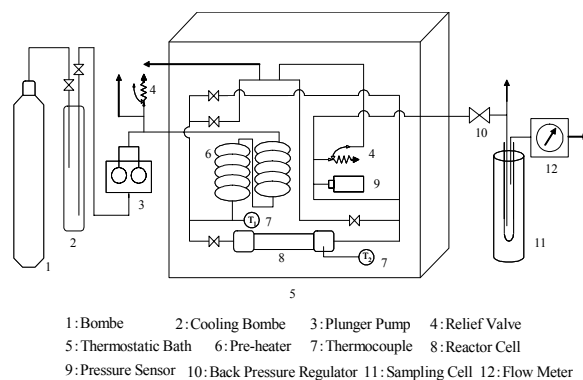 4
10
12
6
4
9
3
T1
7
2
8
T2
7
11
1
5
1:Bombe 2:Cooling Bombe 3:Plunger Pump 4:Relief Valve
5:Thermostatic Bath 6:Pre-heater 7:Thermocouple 8:Reactor Cell
9:Pressure Sensor 10:Back Pressure Regulator 11:Sampling Cell 12:Flow Meter